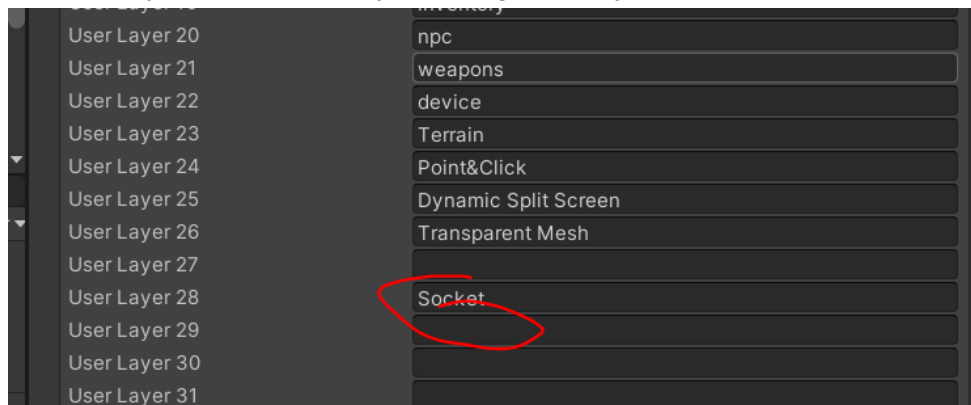 User Layer 20 npc
User Layer 21 weapons
User Layer 22 device
User Layer 23 Terrain
User Layer 24 Point&Click
User Layer 25 Dynamic Split Screen
User Layer 26 Transparent Mesh
User Layer 27
User Layer 28 Socket
User Layer 29
User Layer 30
User Layer 31